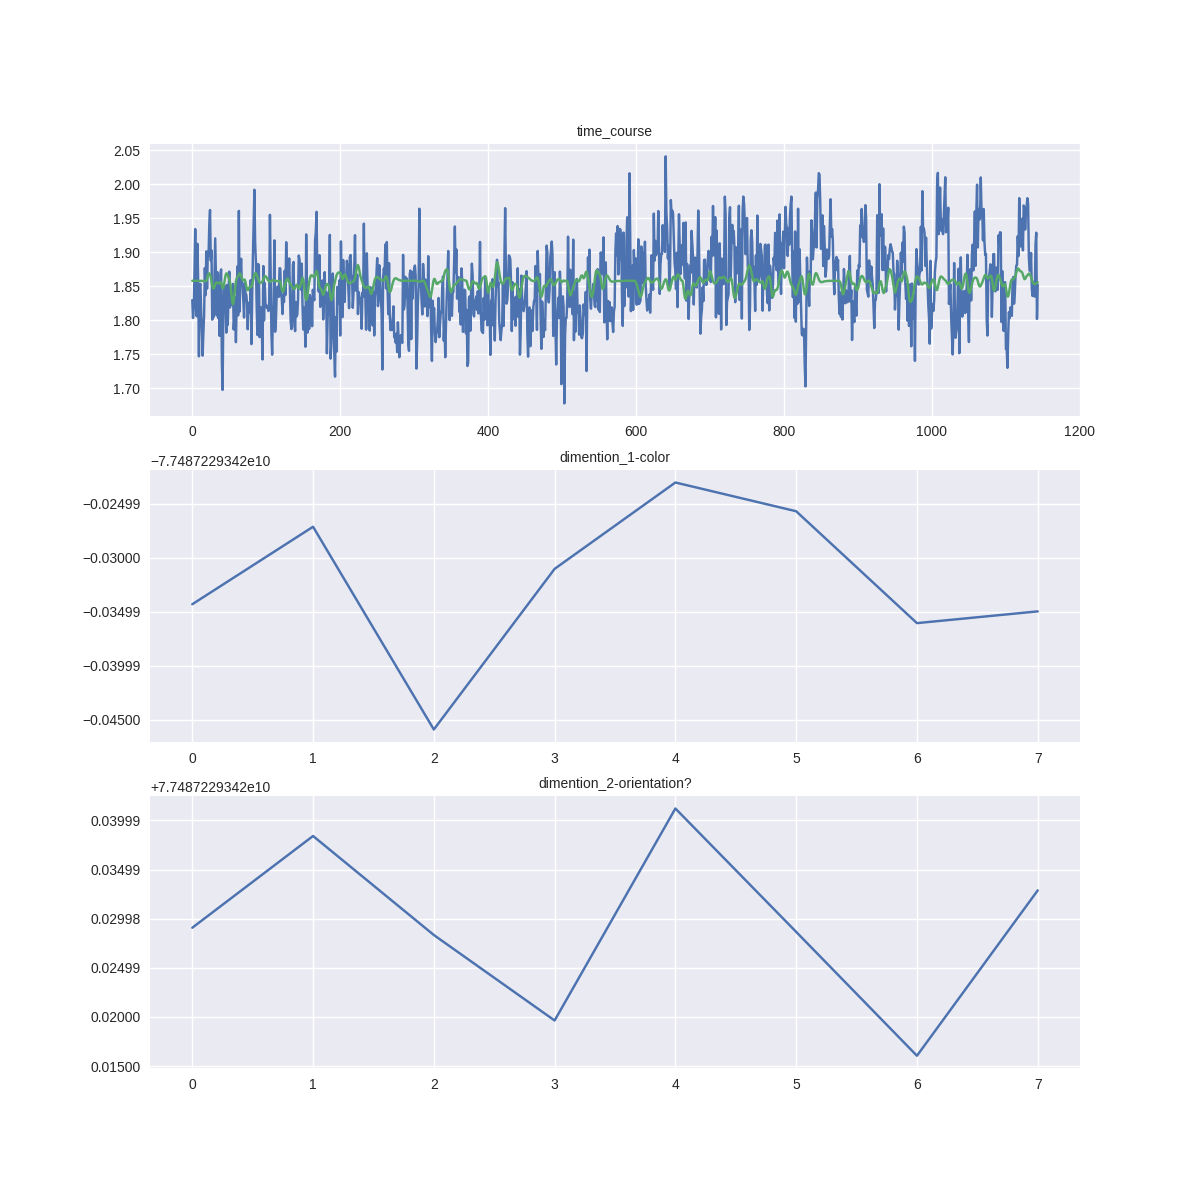 time_course
2.05
2.00
1.95
1.90
1.85
1.80
1.75
1.70
0 200 400 600 800 1000 1200
−7.7487229342e10
dimention_1-color
−0.02499
−0.03000
−0.03499
−0.03999
−0.04500
0 1 2 3 4 5 6 7
+7.7487229342e10
dimention_2-orientation?
0.03999
0.03499
0.02998
0.02499
0.02000
0.01500
0 1 2 3 4 5 6 7